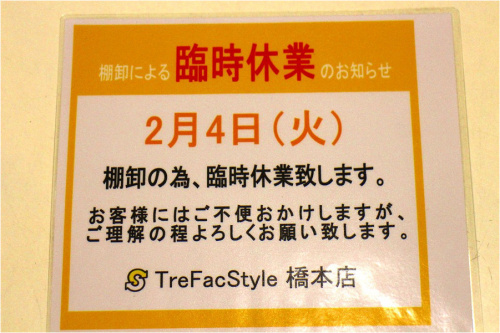 棚卸による臨時休業のお知らせ
2月4日(火)
棚卸の為、臨時休業致します。
お客様にはご不便おかけしますが、
ご理解の程よろしくお願い致します。
TreFacStyle 橋本店